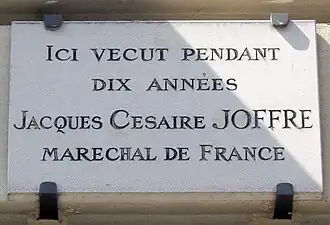 ICI VECUT PENDANT
DIX ANNÉES
JACQUES CESAIRE JOFFRE
MARECHAL DE FRANCE